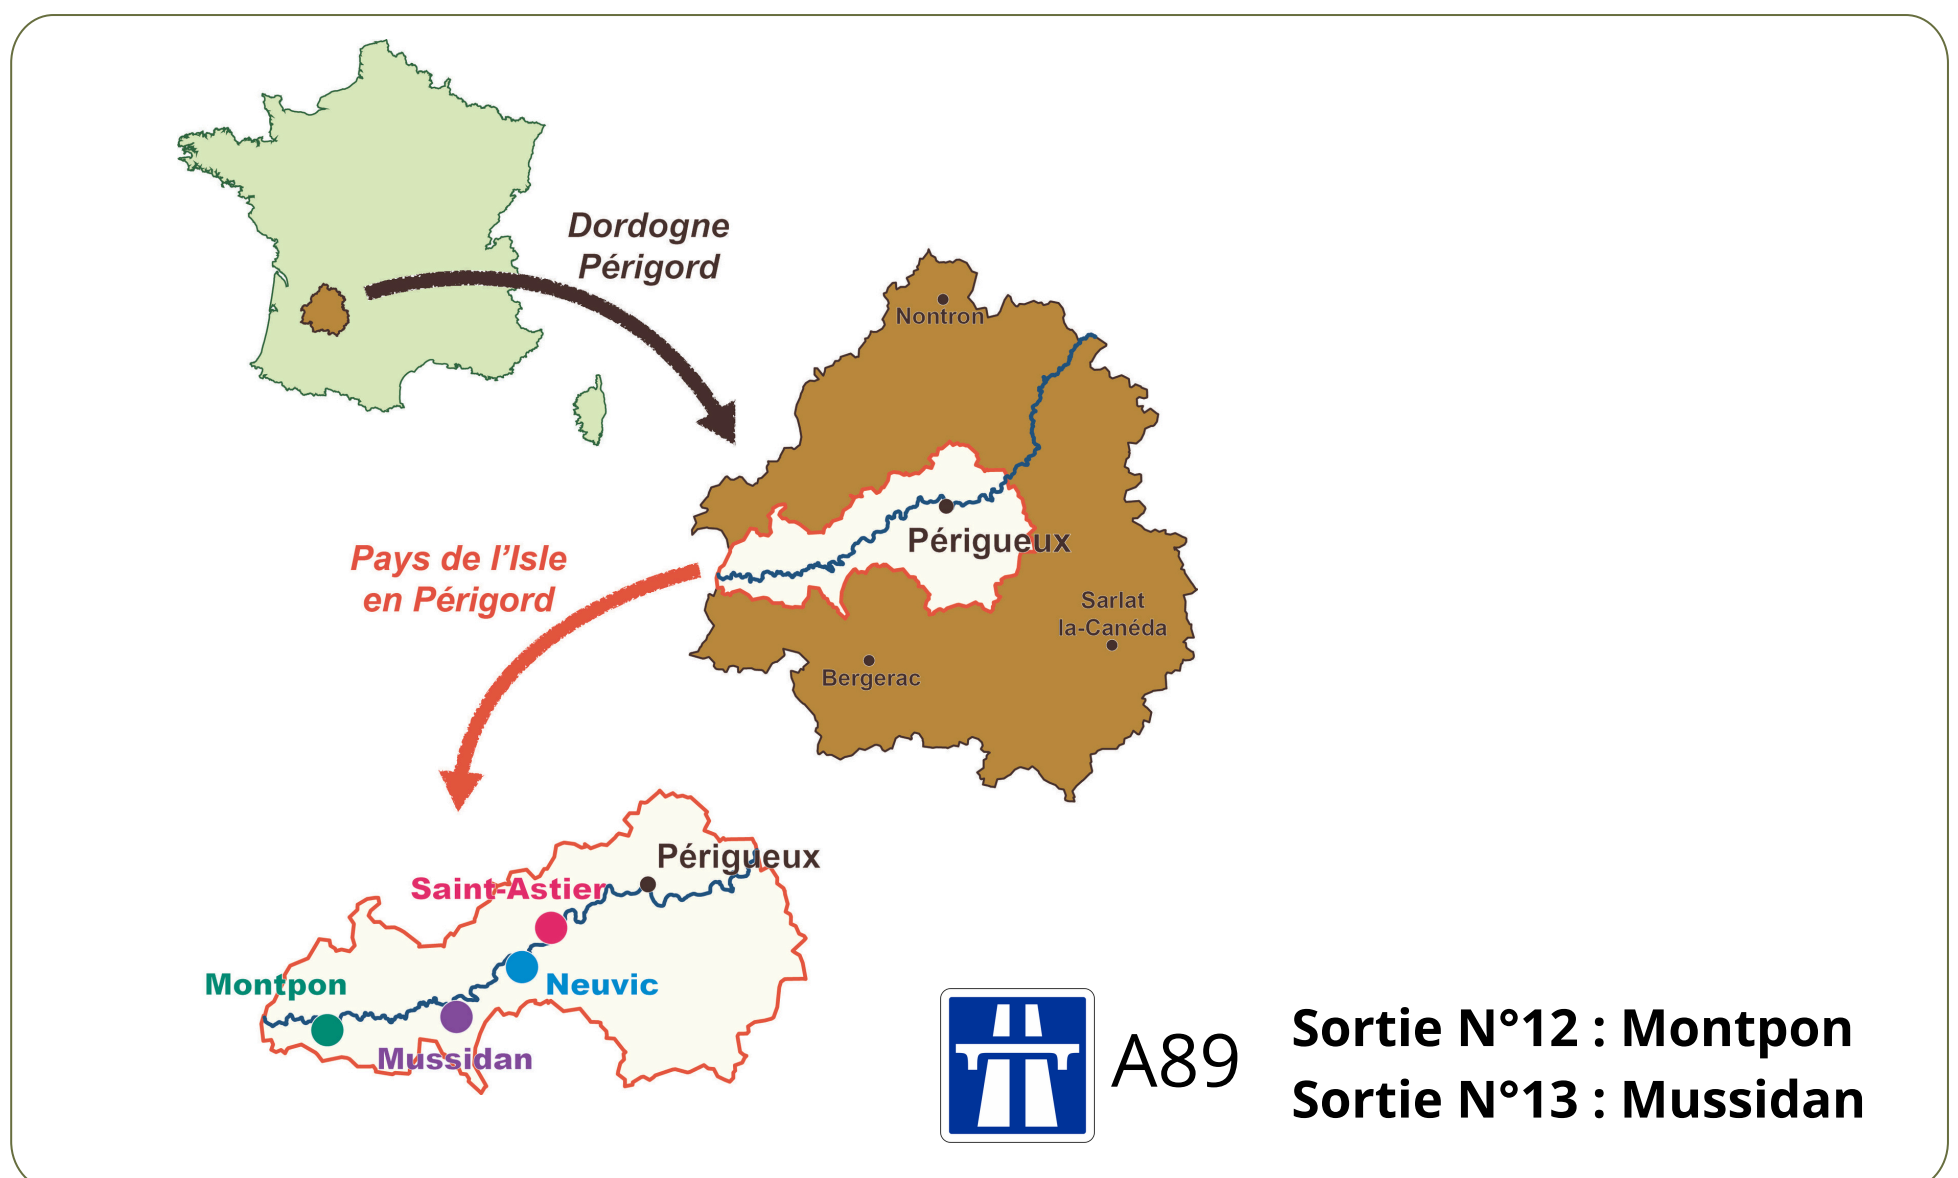 Dordogne
Périgord
Nontron
Périgueux
Pays de l’Isle
en Périgord
Sarlat
la-Canéda
Bergerac
Périgueux
Saint-Astier
Montpon
Neuvic
Mussidan
A89
Sortie N°12 : Montpon
Sortie N°13 : Mussidan